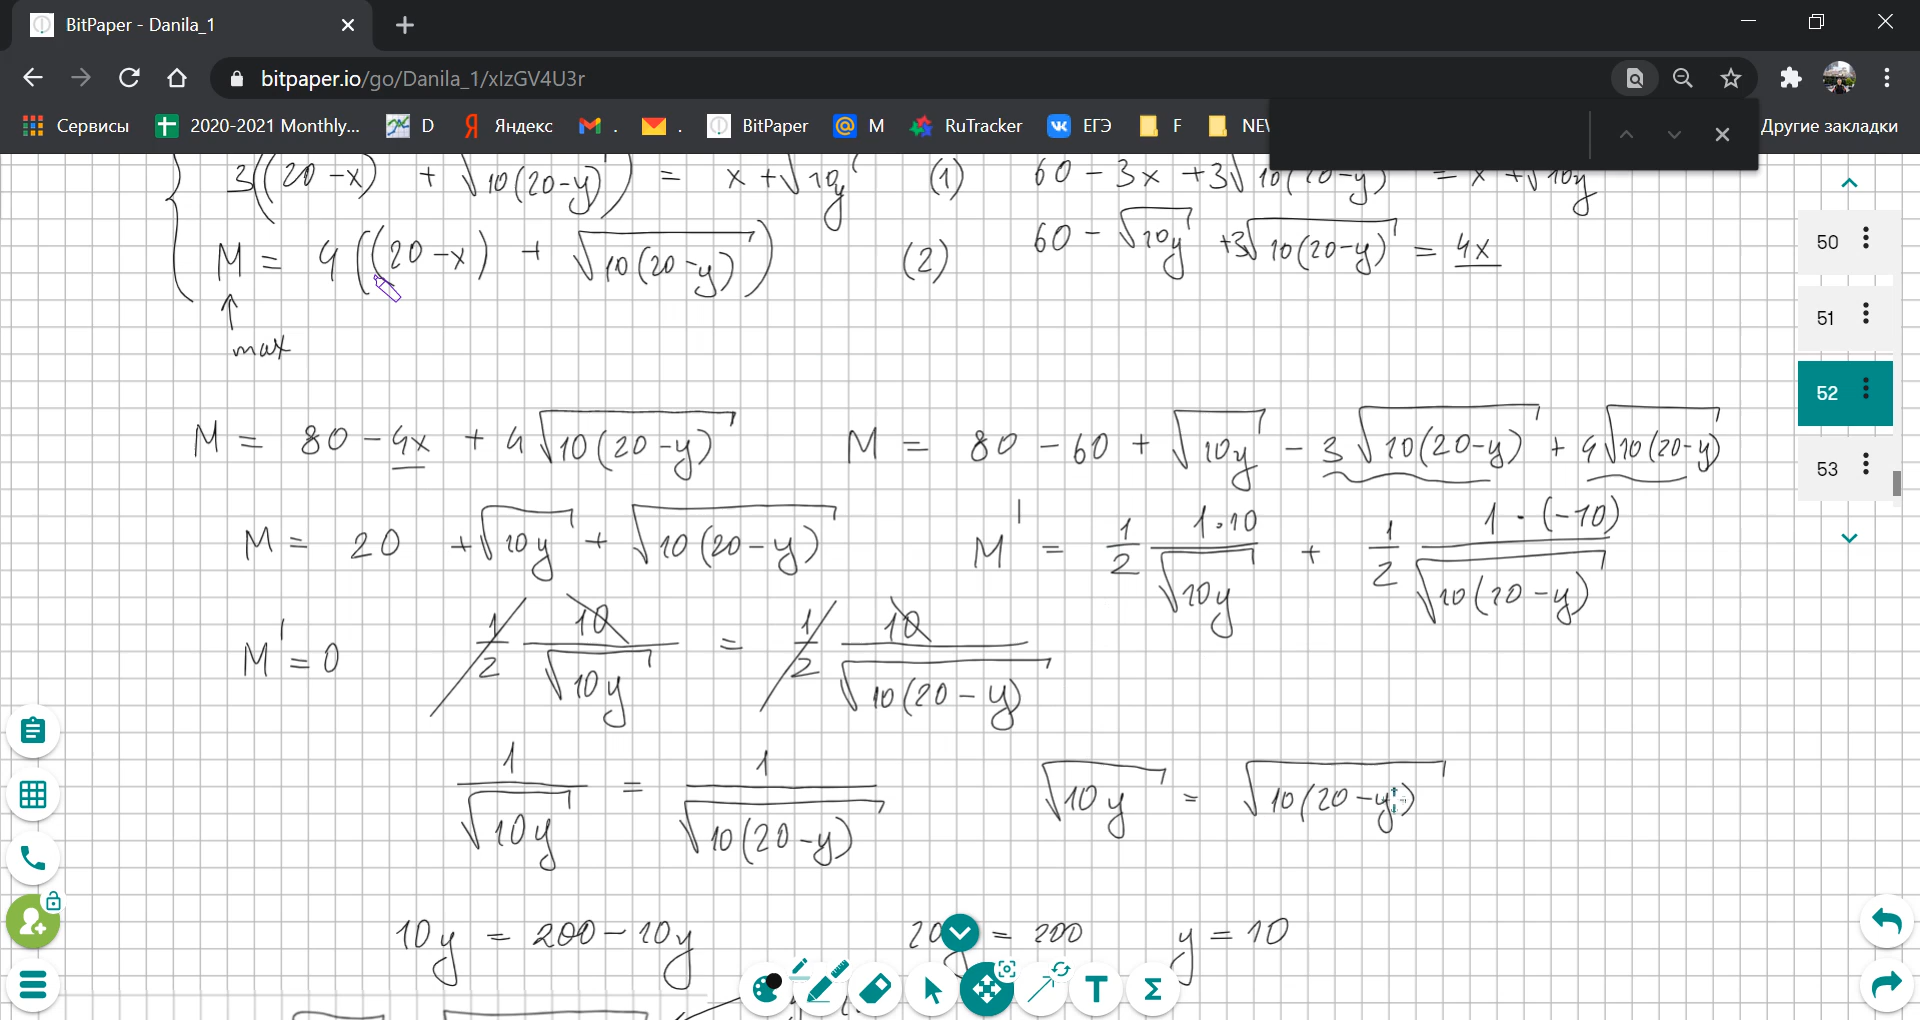 BitPaper - Danila_1
bitpaper.io/go/Danila_1/xIzGV4U3r
Сервисы 2020-2021 Monthly... D Яндекс . . BitPaper M RuTracker ЕГЭ F NEW Другие закладки
3((20-x) + √10(20-y)) = x+√10y (1) 60 - 3x + 3√10(20-y) = x + √10y
M = 4((20-x) + √10(20-y)) (2) 60 - √10y + 3√10(20-y) = 4x
↑
max
M = 80 - 4x + 4√10(20-y) M = 80 - 60 + √10y - 3√10(20-y) + 4√10(20-y)
M = 20 + √10y + √10(20-y) M' = 1/2 1·10/√10y + 1/2 1·(-10)/√10(20-y)
M' = 0 1/2 10/√10y = 1/2 10/√10(20-y)
1/√10y = 1/√10(20-y) √10y = √10(20-y)
10y = 200 - 10y 20y = 200 y = 10
50
51
52
53
T Σ